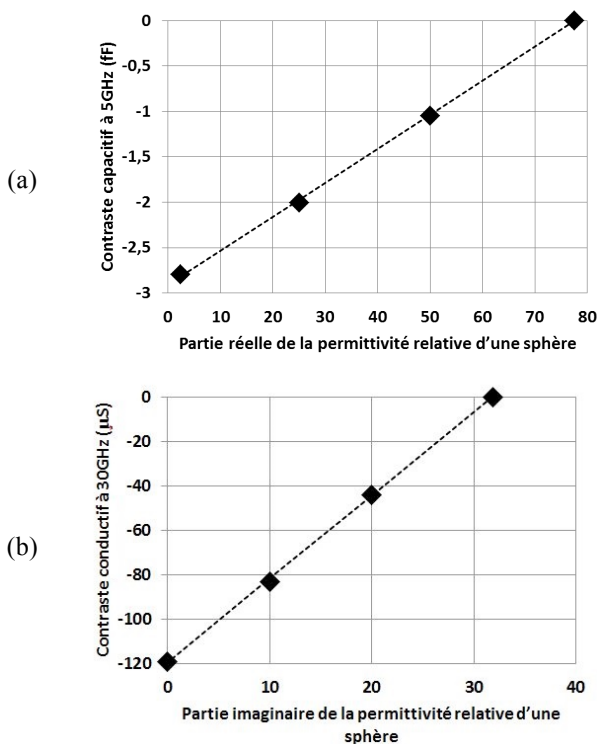 (a)
Contraste capacitif à 5GHz (fF)
0
-0,5
-1
-1,5
-2
-2,5
-3
0 10 20 30 40 50 60 70 80
Partie réelle de la permittivité relative d'une sphère
(b)
Contraste conductif à 30GHz (µS)
0
-20
-40
-60
-80
-100
-120
0 10 20 30 40
Partie imaginaire de la permittivité relative d'une
sphère